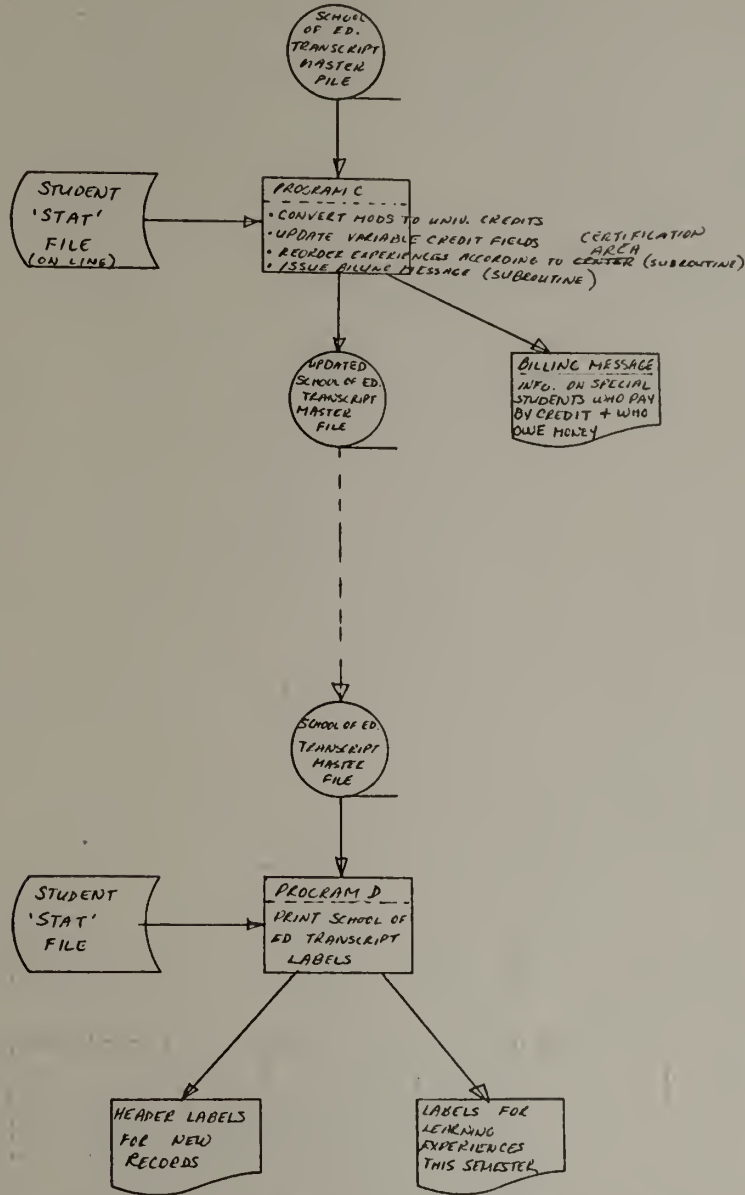 SCHOOL
OF ED.
TRANSCRIPT
MASTER
FILE
STUDENT
'STAT'
FILE
(ON LINE)
PROGRAM C
• CONVERT MODS TO UNIV. CREDITS
• UPDATE VARIABLE CREDIT FIELDS
CERTIFICATION
AREA
• REORDER EXPERIENCES ACCORDING TO CENTER (SUBROUTINE)
• ISSUE BILLING MESSAGE (SUBROUTINE)
UPDATED
SCHOOL OF ED.
TRANSCRIPT
MASTER
FILE
BILLING MESSAGE
INFO. ON SPECIAL
STUDENTS WHO PAY
BY CREDIT + WHO
OWE MONEY
SCHOOL OF ED.
TRANSCRIPT
MASTER
FILE
STUDENT
'STAT'
FILE
PROGRAM D
PRINT SCHOOL OF
ED TRANSCRIPT
LABELS
HEADER LABELS
FOR NEW
RECORDS
LABELS FOR
LEARNING
EXPERIENCES
THIS SEMESTER